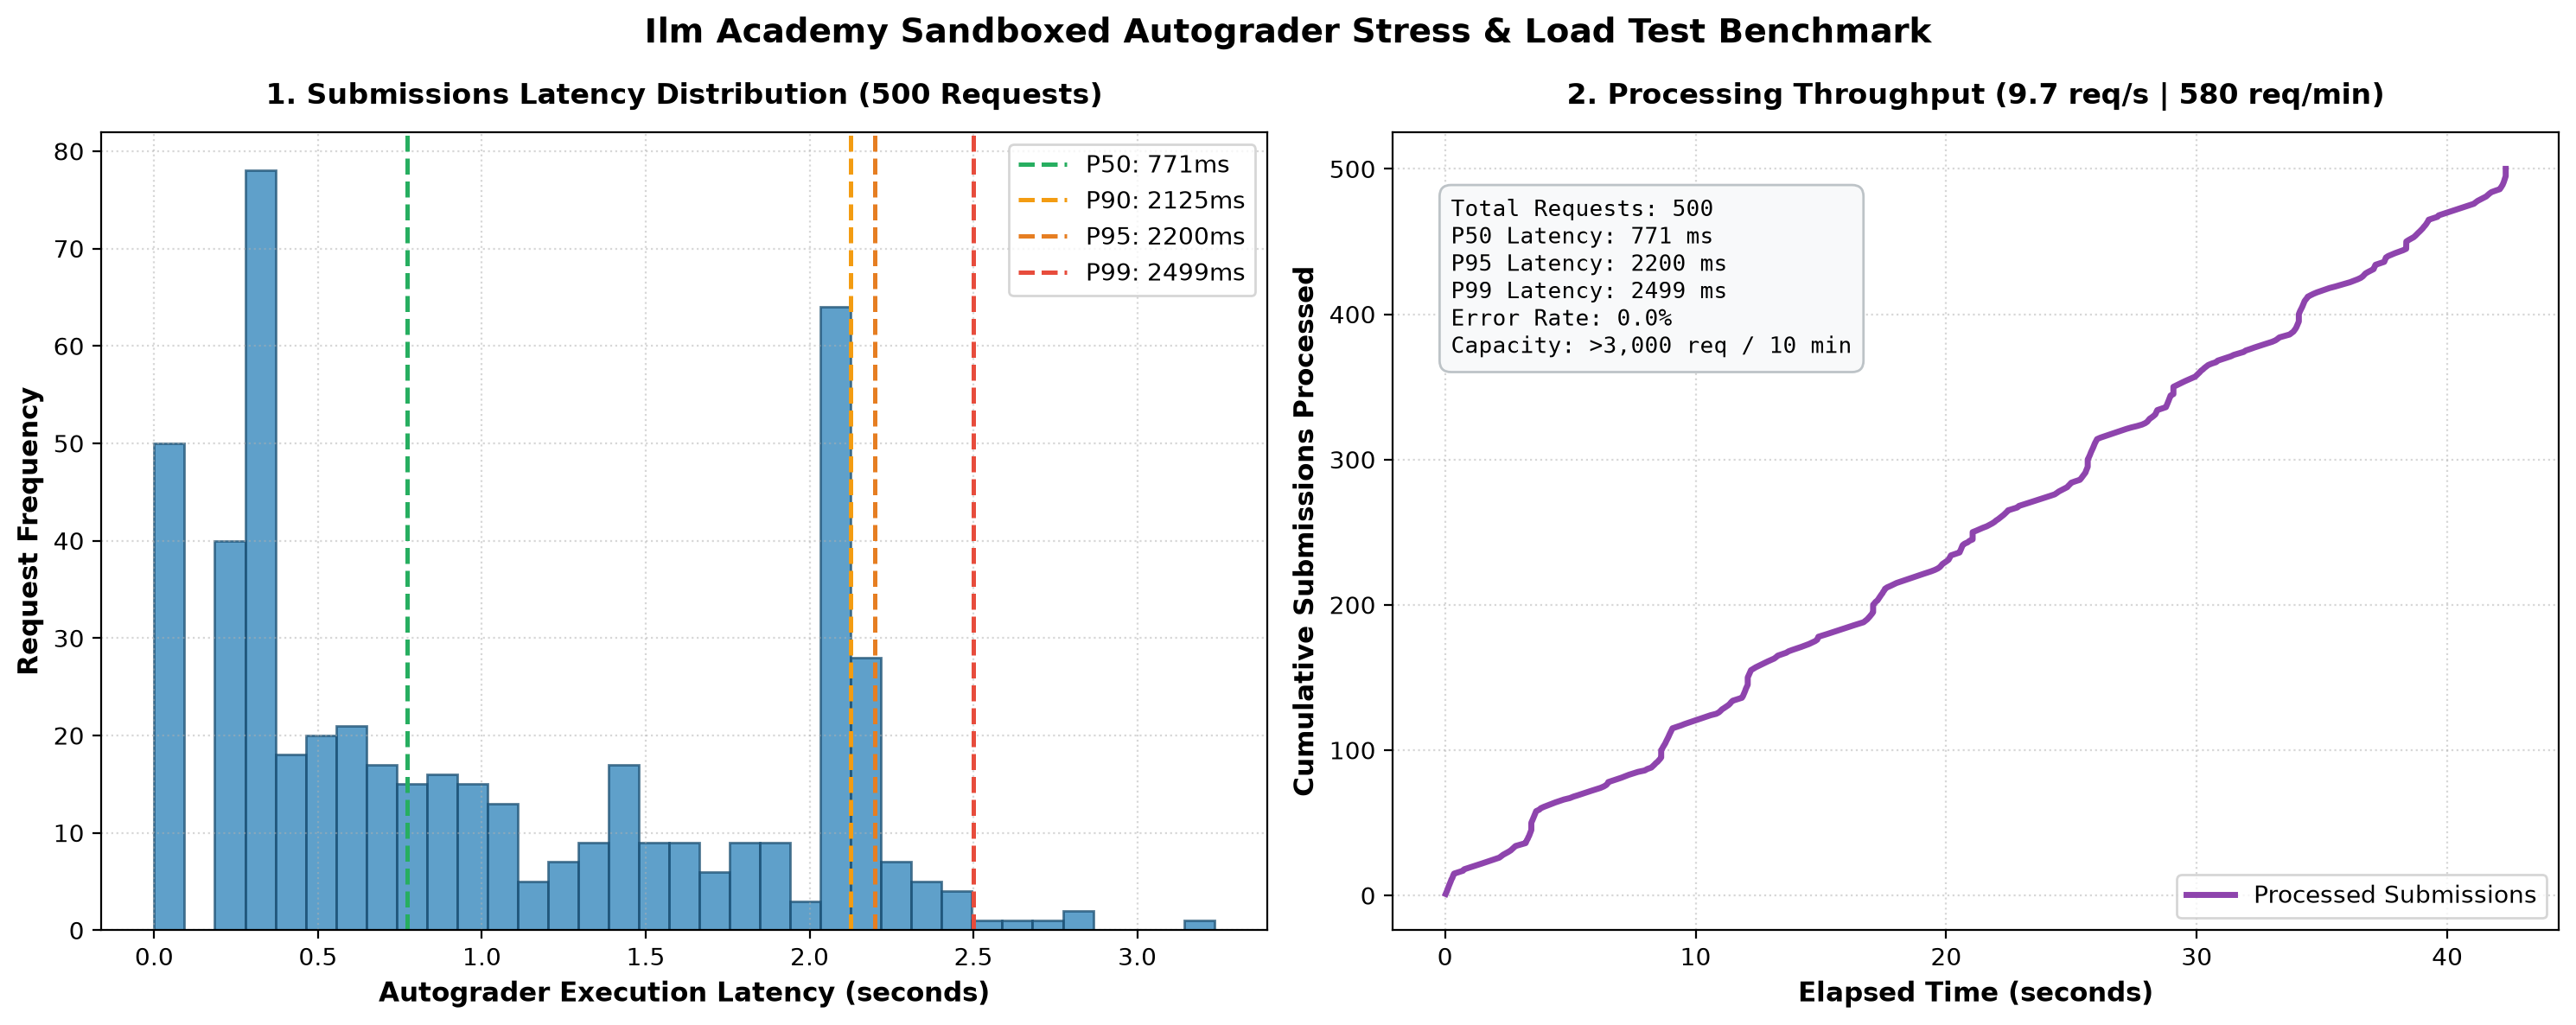 Ilm Academy Sandboxed Autograder Stress & Load Test Benchmark
1. Submissions Latency Distribution (500 Requests)
80
70
60
50
40
30
20
10
0
Request Frequency
P50: 771ms
P90: 2125ms
P95: 2200ms
P99: 2499ms
0.0 0.5 1.0 1.5 2.0 2.5 3.0
Autograder Execution Latency (seconds)
2. Processing Throughput (9.7 req/s | 580 req/min)
500
400
300
200
100
0
Cumulative Submissions Processed
Total Requests: 500
P50 Latency: 771 ms
P95 Latency: 2200 ms
P99 Latency: 2499 ms
Error Rate: 0.0%
Capacity: >3,000 req / 10 min
Processed Submissions
0 10 20 30 40
Elapsed Time (seconds)